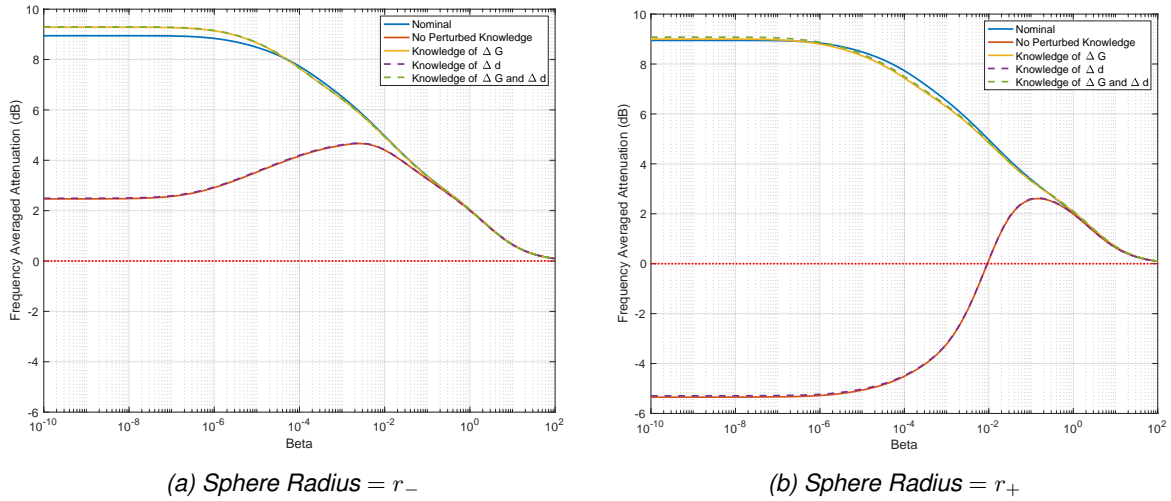 Frequency Averaged Attenuation (dB)
10
8
6
4
2
0
-2
-4
-6
10^-10
10^-8
10^-6
10^-4
10^-2
10^0
10^2
Beta
Nominal
No Perturbed Knowledge
Knowledge of Δ G
Knowledge of Δ d
Knowledge of Δ G and Δ d
(a) Sphere Radius = r_-
Frequency Averaged Attenuation (dB)
10
8
6
4
2
0
-2
-4
-6
10^-10
10^-8
10^-6
10^-4
10^-2
10^0
10^2
Beta
Nominal
No Perturbed Knowledge
Knowledge of Δ G
Knowledge of Δ d
Knowledge of Δ G and Δ d
(b) Sphere Radius = r_+